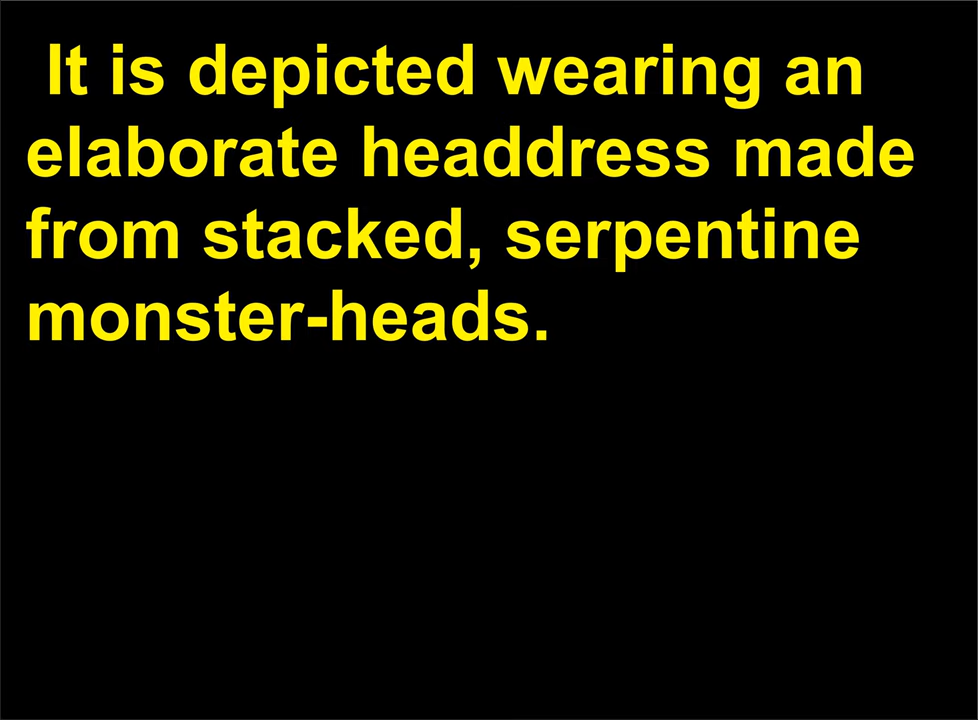 It is depicted wearing an
elaborate headdress made
from stacked, serpentine
monster-heads.